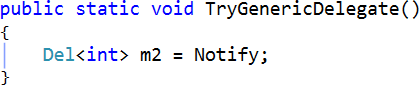 public static void TryGenericDelegate()
{
    Del<int> m2 = Notify;
}